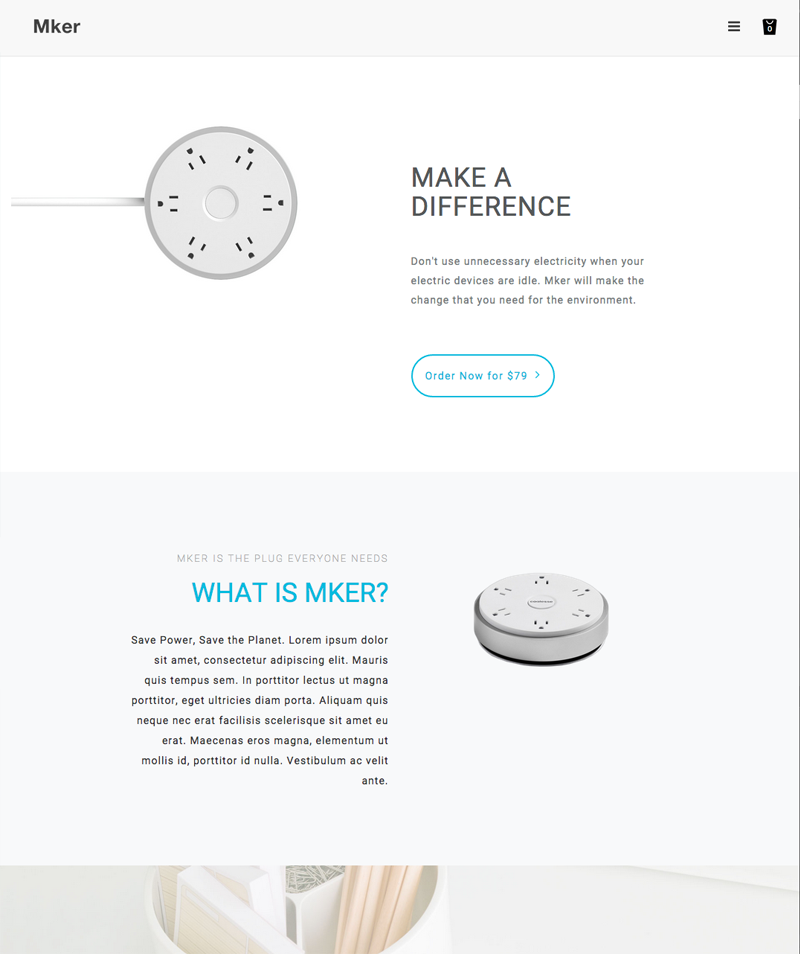 Mker
0
MAKE A
DIFFERENCE
Don't use unnecessary electricity when your
electric devices are idle. Mker will make the
change that you need for the environment.
Order Now for $79 >
MKER IS THE PLUG EVERYONE NEEDS
WHAT IS MKER?
Save Power, Save the Planet. Lorem ipsum dolor
sit amet, consectetur adipiscing elit. Mauris
quis tempus sem. In porttitor lectus ut magna
porttitor, eget ultricies diam porta. Aliquam quis
neque nec erat facilisis scelerisque sit amet eu
erat. Maecenas eros magna, elementum ut
mollis id, porttitor id nulla. Vestibulum ac velit
ante.